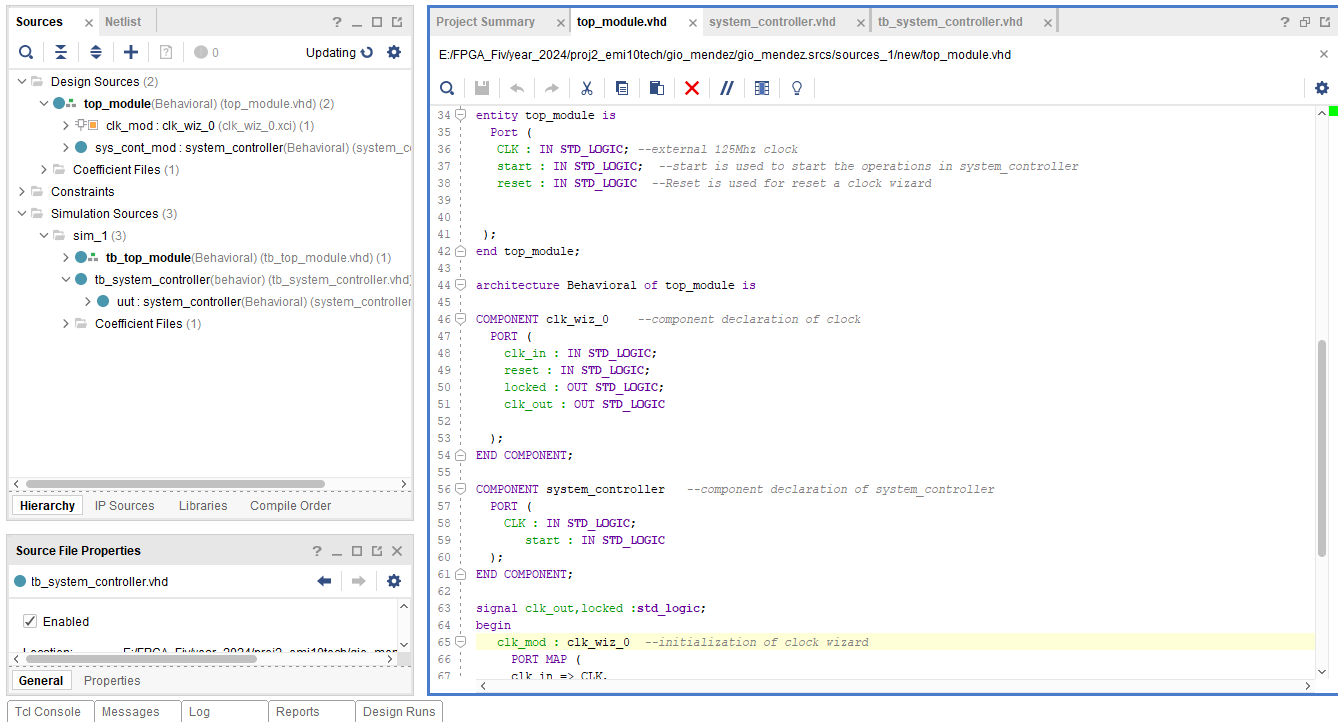 Sources
Netlist
0
Updating
Design Sources (2)
top_module(Behavioral) (top_module.vhd) (2)
clk_mod : clk_wiz_0 (clk_wiz_0.xci) (1)
sys_cont_mod : system_controller(Behavioral) (system_co
Coefficient Files (1)
Constraints
Simulation Sources (3)
sim_1 (3)
tb_top_module(Behavioral) (tb_top_module.vhd) (1)
tb_system_controller(behavior) (tb_system_controller.vhd)
uut : system_controller(Behavioral) (system_controller
Coefficient Files (1)
Hierarchy
IP Sources
Libraries
Compile Order
Source File Properties
tb_system_controller.vhd
Enabled
Location:
General
Properties
Tcl Console
Messages
Log
Reports
Design Runs
Project Summary
top_module.vhd
system_controller.vhd
tb_system_controller.vhd
E:/FPGA_Fiv/year_2024/proj2_emi10tech/gio_mendez/gio_mendez.srcs/sources_1/new/top_module.vhd
34 entity top_module is
35 Port (
36 CLK : IN STD_LOGIC; --external 125Mhz clock
37 start : IN STD_LOGIC; --start is used to start the operations in system_controller
38 reset : IN STD_LOGIC --Reset is used for reset a clock wizard
39
40
41 );
42 end top_module;
43
44 architecture Behavioral of top_module is
45
46 COMPONENT clk_wiz_0 --component declaration of clock
47 PORT (
48 clk_in : IN STD_LOGIC;
49 reset : IN STD_LOGIC;
50 locked : OUT STD_LOGIC;
51 clk_out : OUT STD_LOGIC
52
53 );
54 END COMPONENT;
55
56 COMPONENT system_controller --component declaration of system_controller
57 PORT (
58 CLK : IN STD_LOGIC;
59 start : IN STD_LOGIC
60 );
61 END COMPONENT;
62
63 signal clk_out,locked :std_logic;
64 begin
65 clk_mod : clk_wiz_0 --initialization of clock wizard
66 PORT MAP (
67 clk_in => CLK,